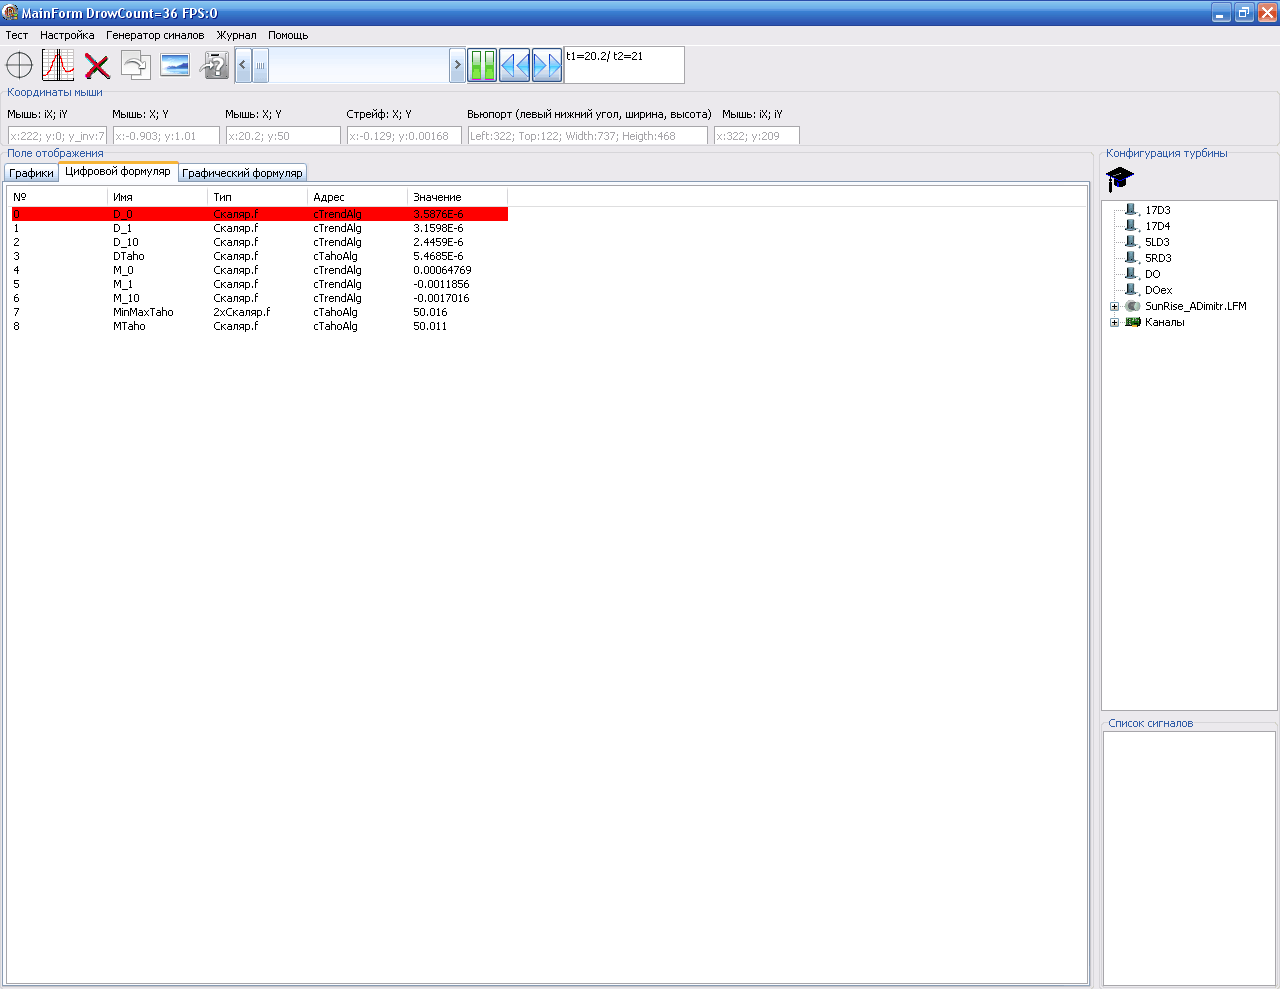 MainForm DrowCount=36 FPS:0
Тест Настройка Генератор синалов Журнал Помощь
t1=20.2/ t2=21
Координаты мыши
Мышь: iX; iY Мышь: X; Y Мышь: X; Y Стрейф: X; Y Вьюпорт (левый нижний угол, ширина, высота) Мышь: iX; iY
x:222; y:0; y_inv:7 x:-0.903; y:1.01 x:20.2; y:50 x:-0.129; y:0.00168 Left:322; Top:122; Width:737; Heigth:468 x:322; y:209
Поле отображения
Графики Цифровой формуляр Графический формуляр
№ Имя Тип Адрес Значение
0 D_0 Скаляр.f cTrendAlg 3.5876E-6
1 D_1 Скаляр.f cTrendAlg 3.1598E-6
2 D_10 Скаляр.f cTrendAlg 2.4459E-6
3 DTaho Скаляр.f cTahoAlg 5.4685E-6
4 M_0 Скаляр.f cTrendAlg 0.00064769
5 M_1 Скаляр.f cTrendAlg -0.0011856
6 M_10 Скаляр.f cTrendAlg -0.0017016
7 MinMaxTaho 2xСкаляр.f cTahoAlg 50.016
8 MTaho Скаляр.f cTahoAlg 50.011
Конфигурация турбины
17D3
17D4
5LD3
5RD3
DO
DOex
SunRise_ADimitr.LFM
Каналы
Список сигналов